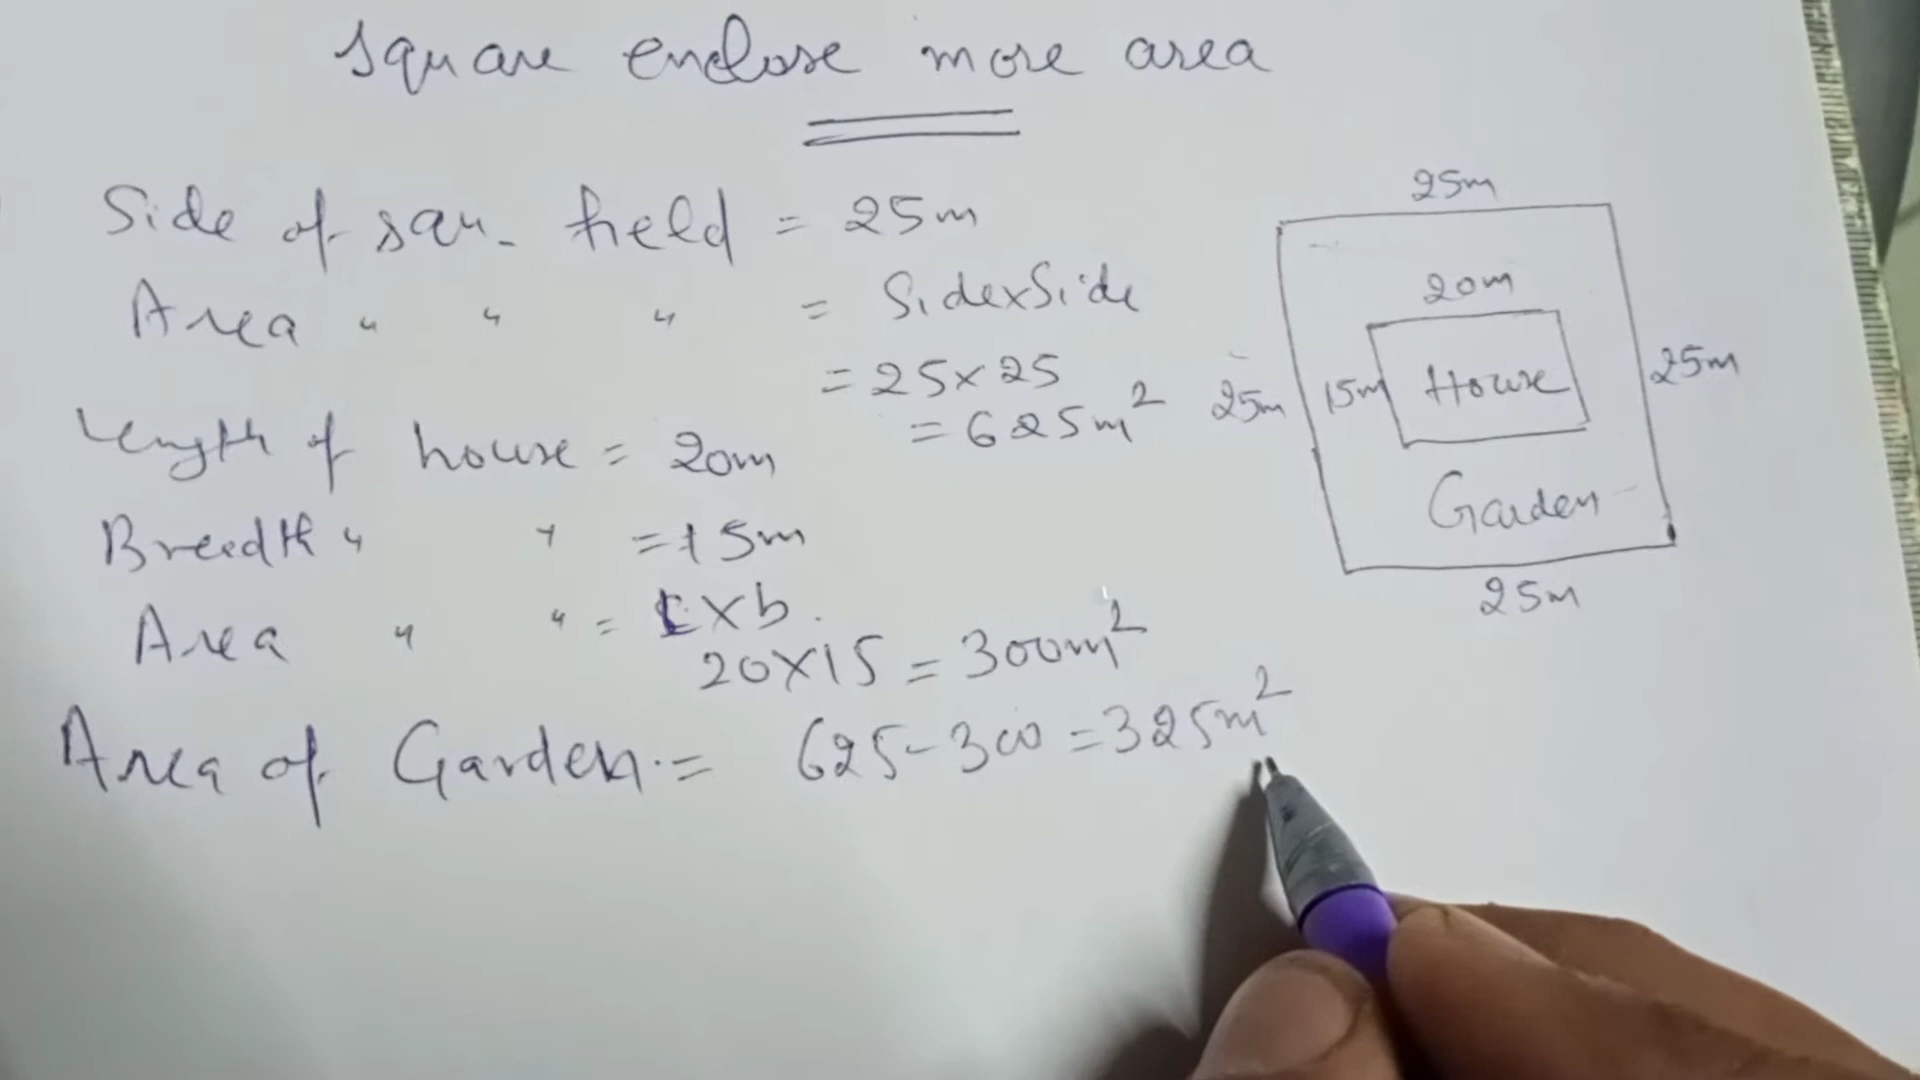 square enclose more area
Side of squ. field = 25m
Area " " " = Side×Side
= 25×25
= 625m²
Length of house = 20m
Breadth " " = 15m
Area " " = L×b.
20×15 = 300m²
Area of Garden = 625-300 = 325m²
25m
20m
25m 15m House 25m
Garden
25m